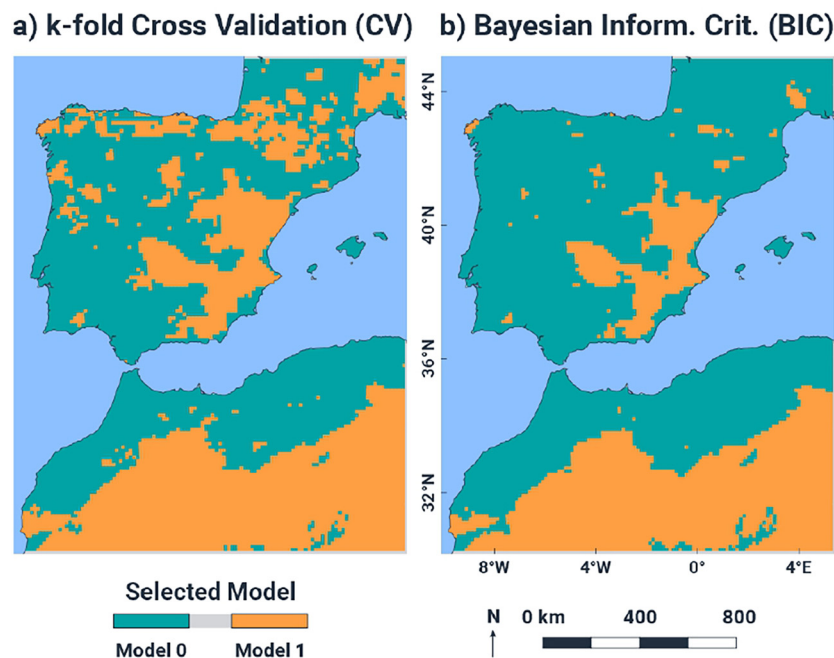 a) k-fold Cross Validation (CV)
b) Bayesian Inform. Crit. (BIC)
44°N
40°N
36°N
32°N
8°W
4°W
0°
4°E
Selected Model
Model 0
Model 1
N
0 km
400
800